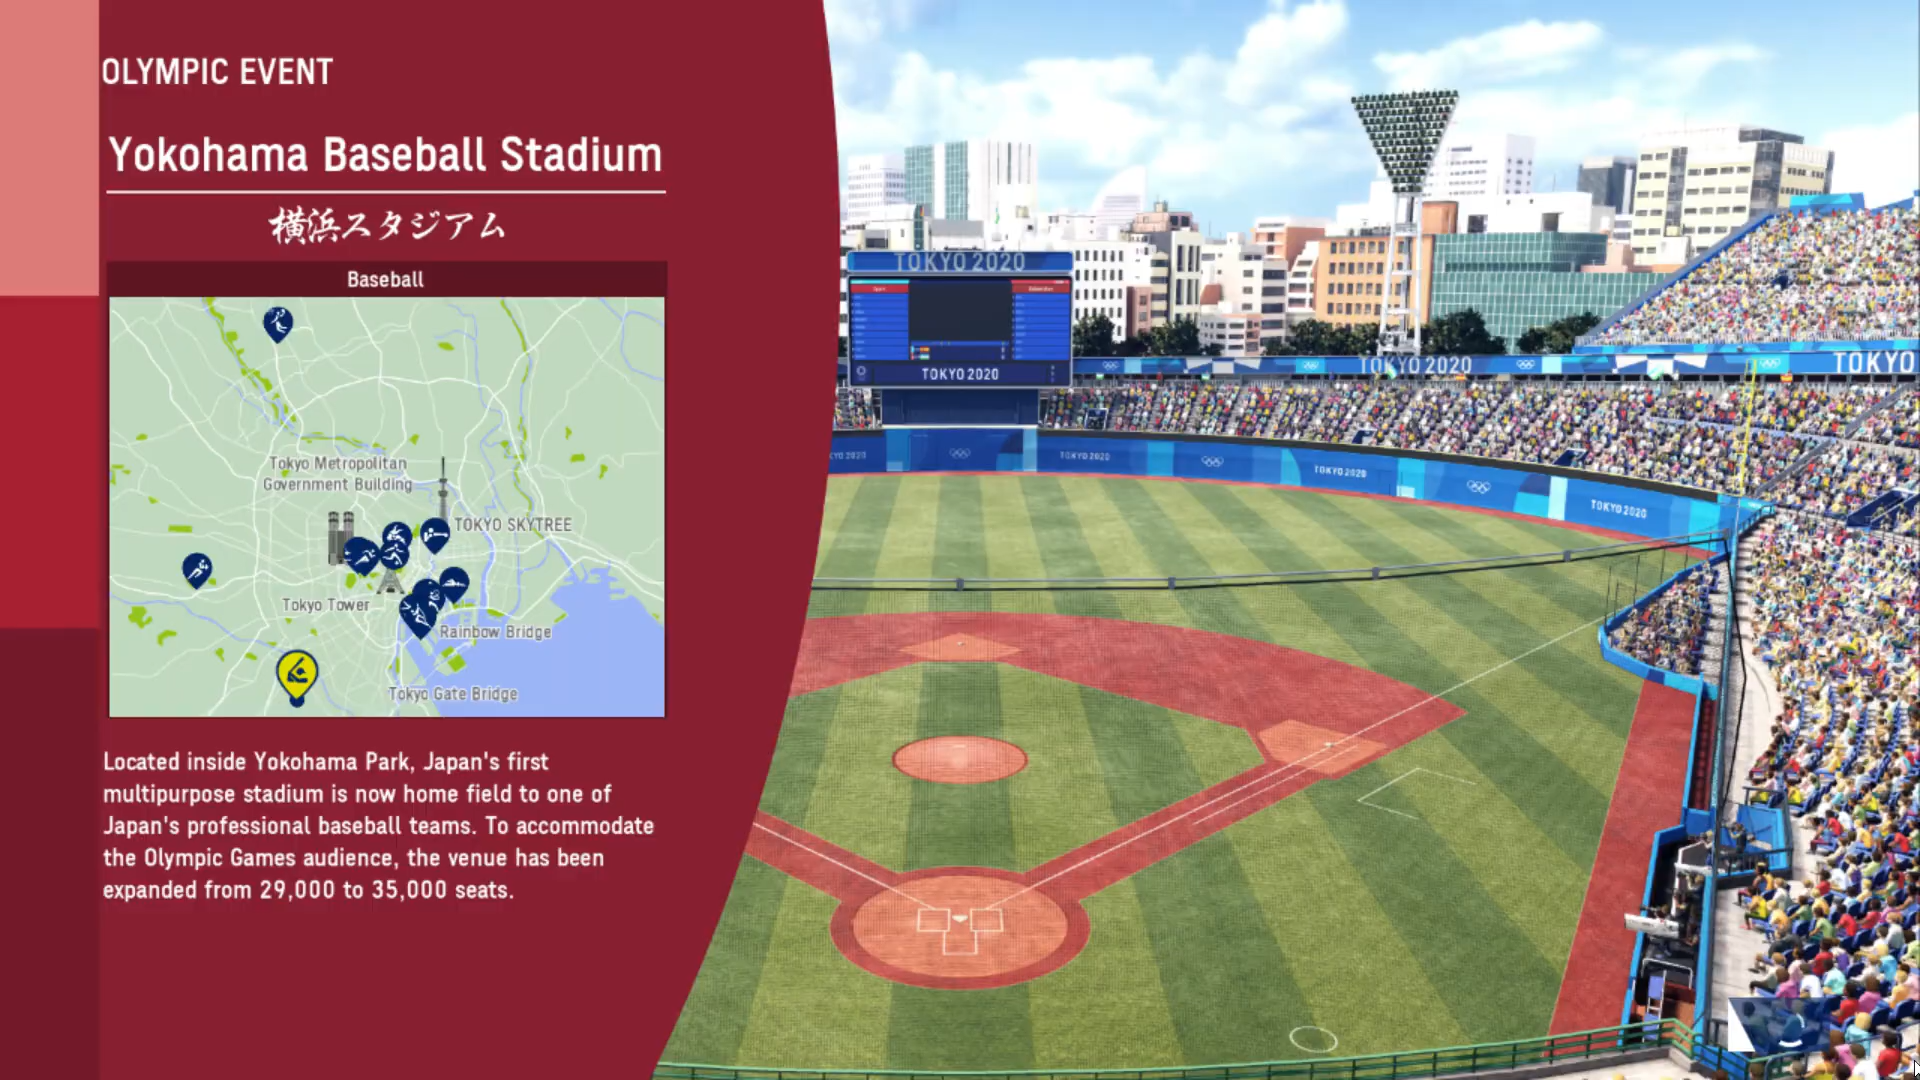 OLYMPIC EVENT
Yokohama Baseball Stadium
横浜スタジアム
Baseball
Tokyo Metropolitan
Government Building
TOKYO SKYTREE
Tokyo Tower
Rainbow Bridge
Tokyo Gate Bridge
Located inside Yokohama Park, Japan's first
multipurpose stadium is now home field to one of
Japan's professional baseball teams. To accommodate
the Olympic Games audience, the venue has been
expanded from 29,000 to 35,000 seats.
TOKYO 2020
TOKYO 2020
TOKYO 2020
TOKYO
2020
TOKYO 2020
TOKYO 2020
TOKYO 2020